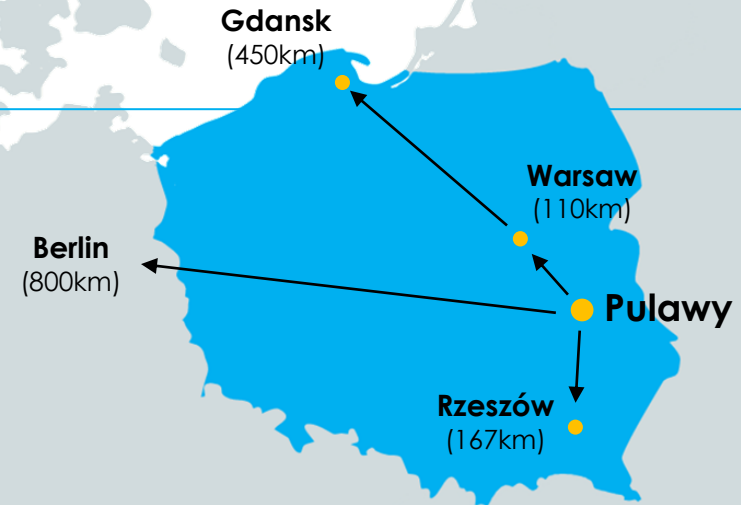 Gdansk
(450km)
Warsaw
(110km)
Berlin
(800km)
Pulawy
Rzeszów
(167km)